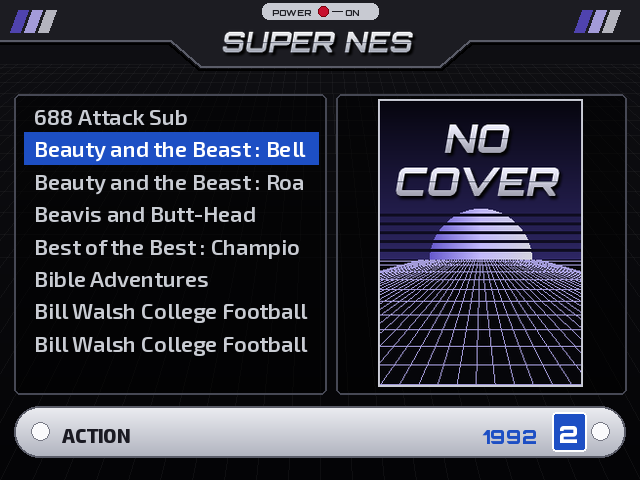 POWER ON
SUPER NES
688 Attack Sub
Beauty and the Beast: Bell
Beauty and the Beast: Roa
Beavis and Butt-Head
Best of the Best: Champio
Bible Adventures
Bill Walsh College Football
Bill Walsh College Football
NO
COVER
ACTION
1992
2